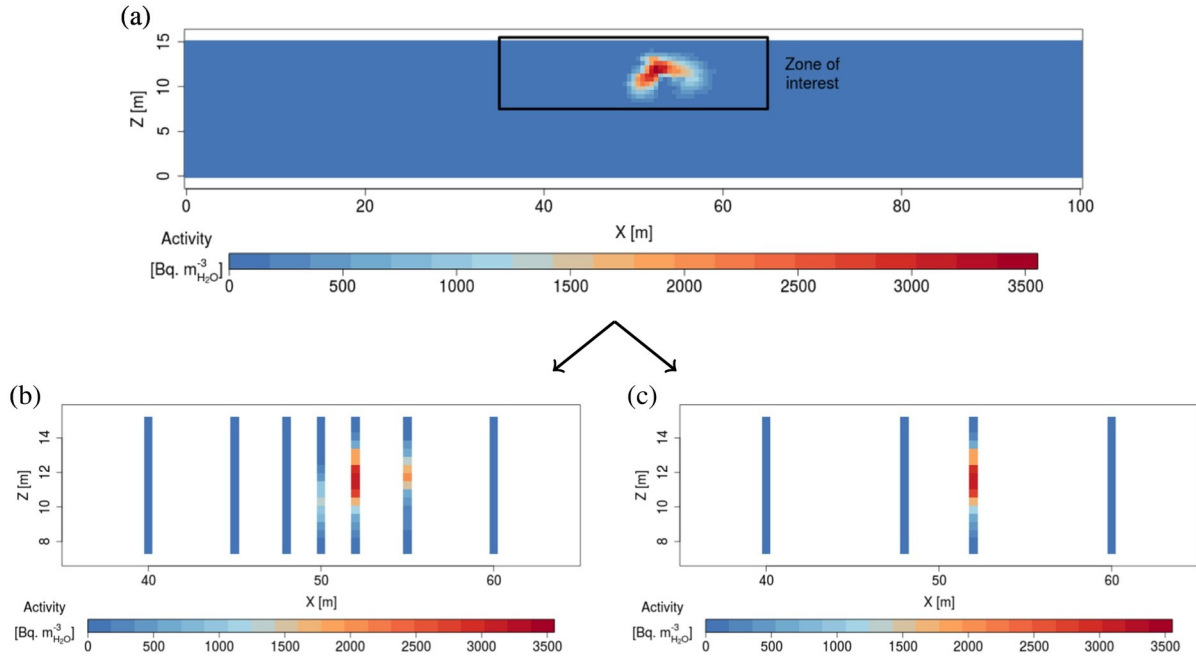 (a)
Z [m]
15
10
5
0
Zone of
interest
0 20 40 60 80 100
X [m]
Activity
[Bq. m⁻³H₂O]
0 500 1000 1500 2000 2500 3000 3500
(b)
Z [m]
14
12
10
8
40 50 60
X [m]
Activity
[Bq. m⁻³H₂O]
0 500 1000 1500 2000 2500 3000 3500
(c)
Z [m]
14
12
10
8
40 50 60
X [m]
Activity
[Bq. m⁻³H₂O]
0 500 1000 1500 2000 2500 3000 3500